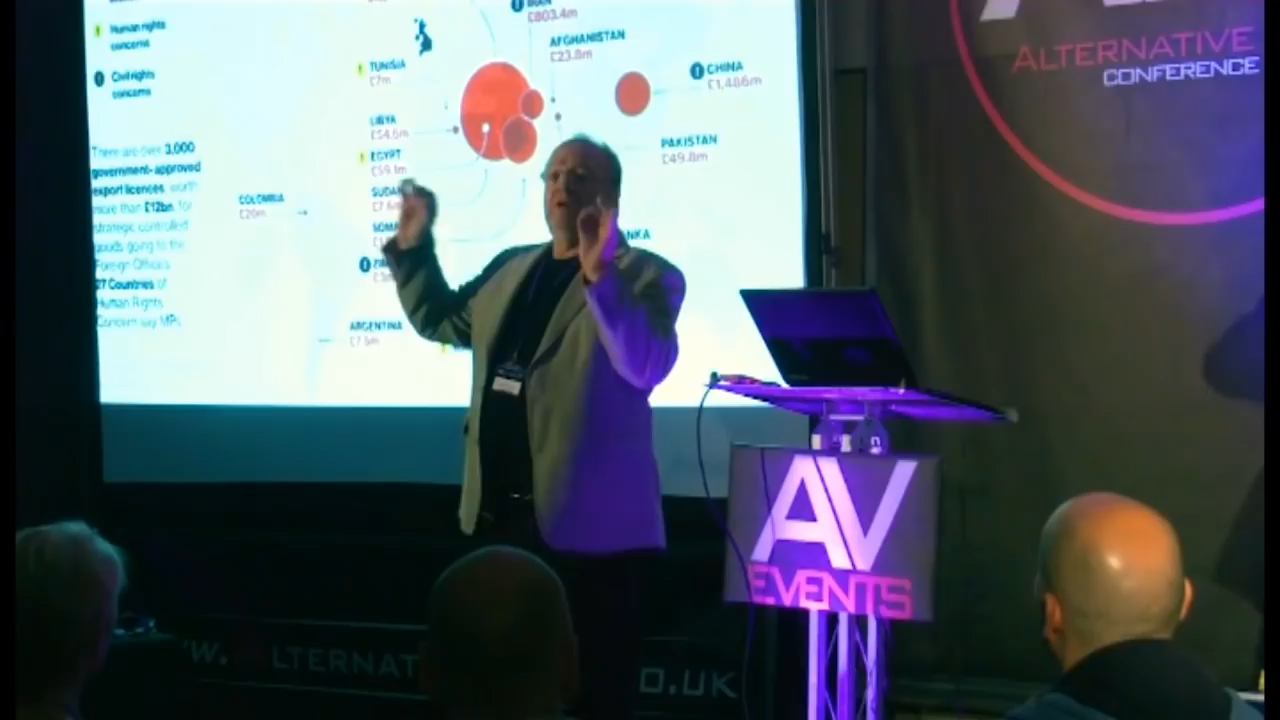 Human rights
concerns
Civil rights
concerns
There are over 3,000
government-approved
export licences worth
more than £12bn for
strategic controlled
goods going to the
Foreign Office's
27 Countries of
Human Rights
Concern say MPs
COLOMBIA
£20m
TUNISIA
£7m
LIBYA
£54.6m
EGYPT
£59.1m
ARGENTINA
£7.5m
IRAN
£803.4m
AFGHANISTAN
£23.8m
CHINA
£1,486m
PAKISTAN
£49.8m
ALTERNATIVE
CONFERENCE
AV
EVENTS